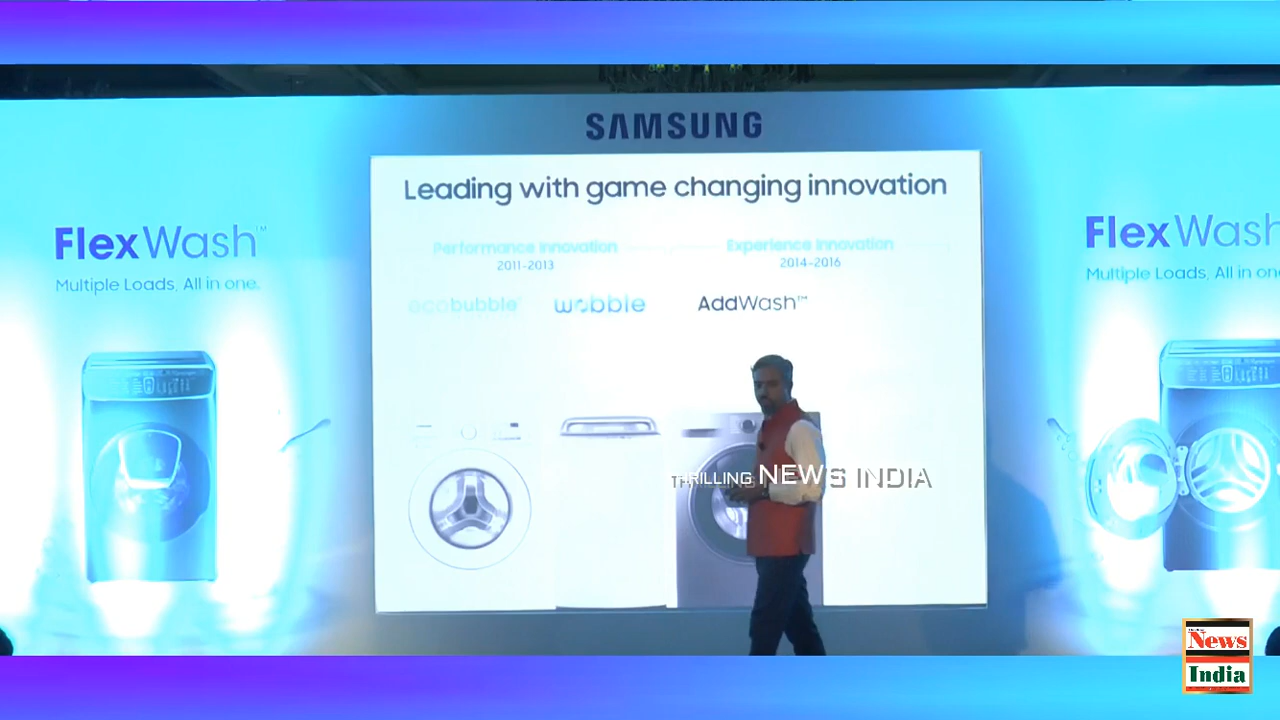 SAMSUNG
Leading with game changing innovation
Performance Innovation
2011-2013
Experience Innovation
2014-2016
ecobubble
wobble
AddWash™
FlexWash™
Multiple Loads, All in one.
FlexWash
Multiple Loads, All in one
THRILLING NEWS INDIA
News
India